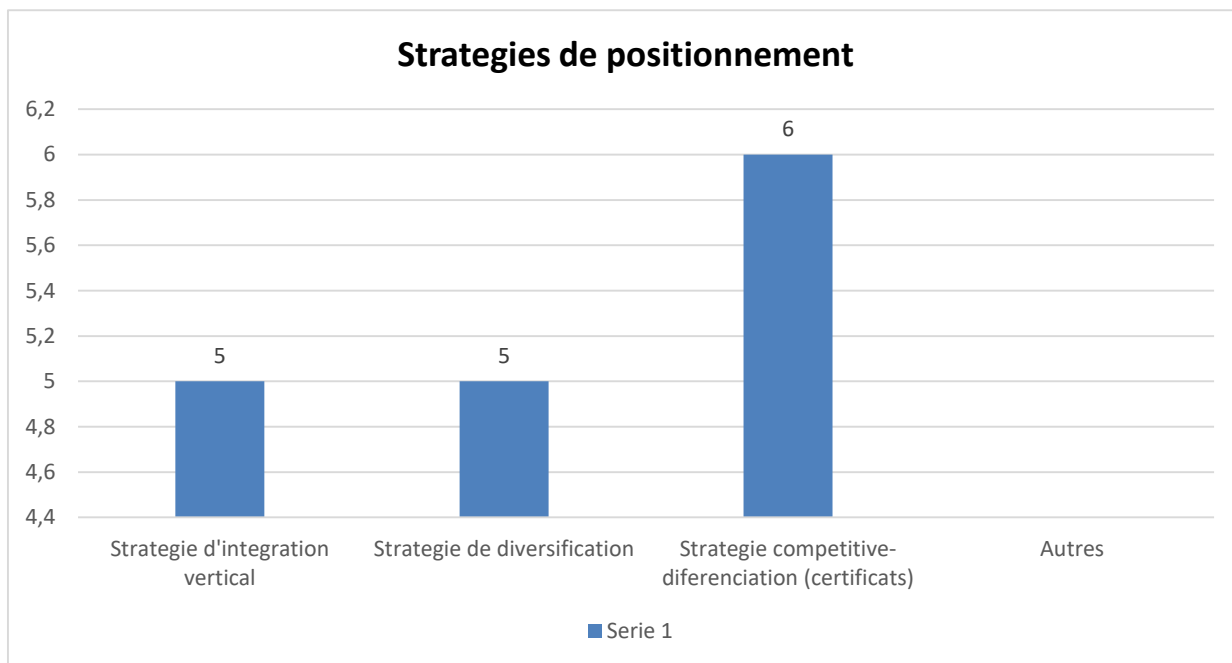 Strategies de positionnement
6,2
6
5,8
5,6
5,4
5,2
5
4,8
4,6
4,4
5
5
6
Strategie d'integration
vertical
Strategie de diversification
Strategie competitive-
diferenciation (certificats)
Autres
Serie 1